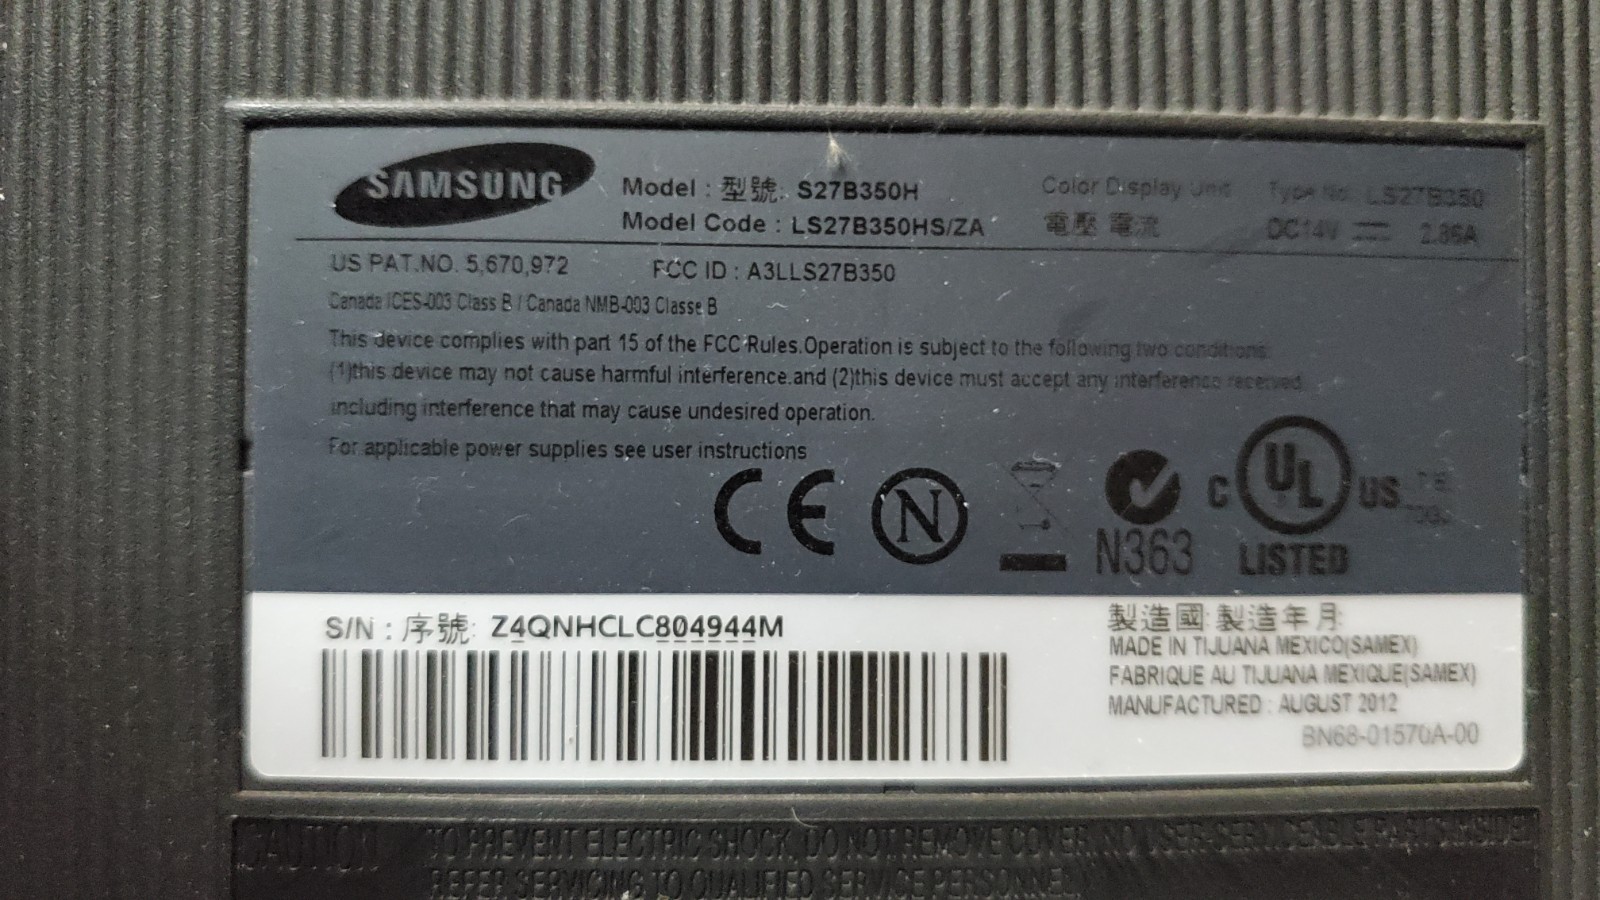 SAMSUNG
Model : 型號: S27B350H
Model Code : LS27B350HS/ZA
Color Display Unit Type No. LS27B350
電壓 電流 DC14V 2.86A
US PAT.NO. 5,670,972 FCC ID : A3LLS27B350
Canada ICES-003 Class B / Canada NMB-003 Classe B
This device complies with part 15 of the FCC Rules.Operation is subject to the following two conditions:
(1)this device may not cause harmful interference.and (2)this device must accept any interference received
including interference that may cause undesired operation.
For applicable power supplies see user instructions
CE N N363 C UL US LISTED
S/N : 序號: Z4QNHCLC804944M
製造國: 製造年月:
MADE IN TIJUANA MEXICO(SAMEX)
FABRIQUE AU TIJUANA MEXIQUE(SAMEX)
MANUFACTURED : AUGUST 2012
BN68-01570A-00
CAUTION TO PREVENT ELECTRIC SHOCK, DO NOT REMOVE COVER, NO USER-SERVICEABLE PARTS INSIDE!
REFER SERVICING TO QUALIFIED SERVICE PERSONNEL.